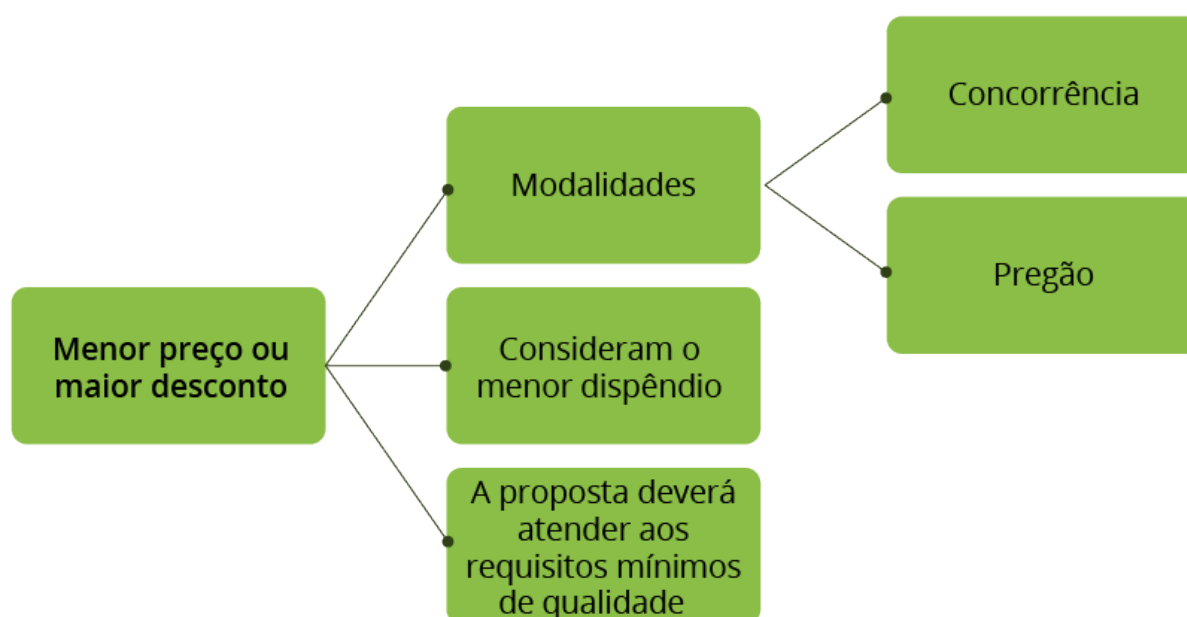 Menor preço ou
maior desconto
Modalidades
Concorrência
Pregão
Consideram o
menor dispêndio
A proposta deverá
atender aos
requisitos mínimos
de qualidade